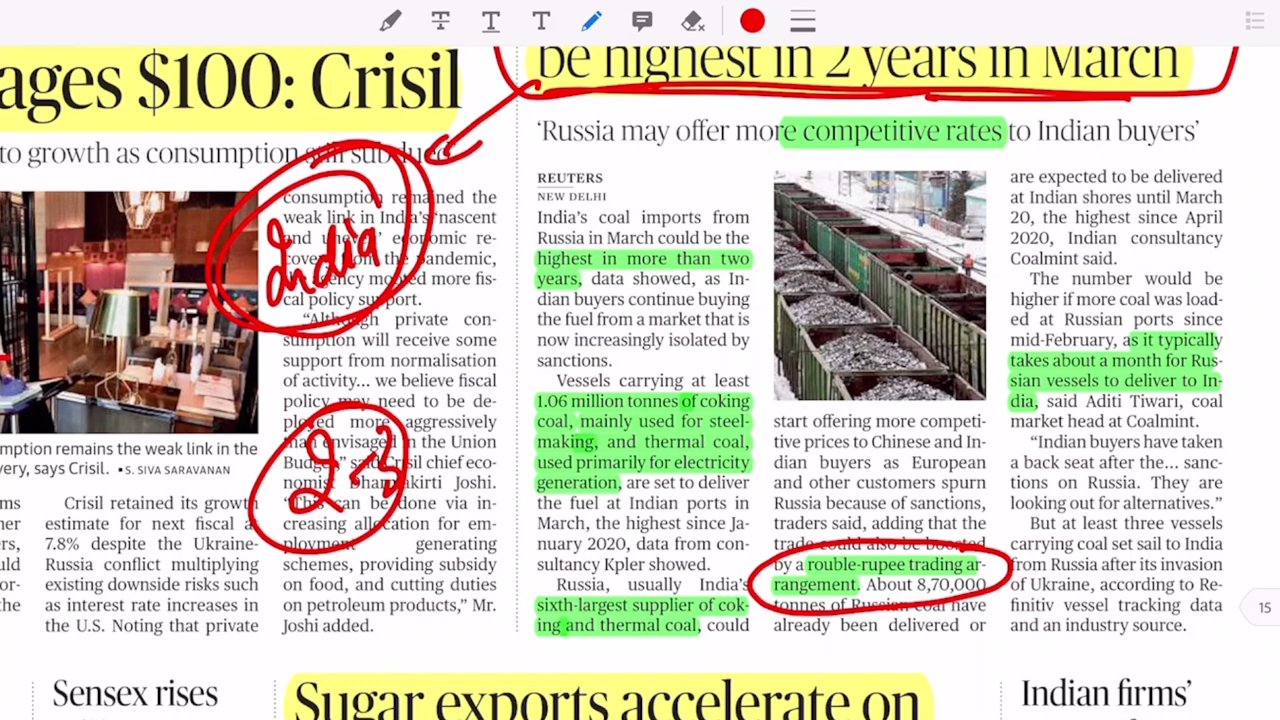 ages $100: Crisil
to growth as consumption still subdued’
mption remains the weak link in the
very, says Crisil. ▪ S. SIVA SARAVANAN
Crisil retained its growth
estimate for next fiscal at
7.8% despite the Ukraine-
Russia conflict multiplying
existing downside risks such
as interest rate increases in
the U.S. Noting that private
consumption remained the
weak link in India’s ‘nascent
and uneven’ economic re-
covery from the pandemic,
agency mooted more fis-
cal policy support.
“Although private con-
sumption will receive some
support from normalisation
of activity... we believe fiscal
policy may need to be de-
ployed more aggressively
than envisaged in the Union
Budget,” said Crisil chief eco-
nomist Dharmakirti Joshi.
“This can be done via in-
creasing allocation for em-
ployment generating
schemes, providing subsidy
on food, and cutting duties
on petroleum products,” Mr.
Joshi added.
India
be highest in 2 years in March
‘Russia may offer more competitive rates to Indian buyers’
REUTERS
NEW DELHI
India’s coal imports from
Russia in March could be the
highest in more than two
years, data showed, as In-
dian buyers continue buying
the fuel from a market that is
now increasingly isolated by
sanctions.
Vessels carrying at least
1.06 million tonnes of coking
coal, mainly used for steel-
making, and thermal coal,
used primarily for electricity
generation, are set to deliver
the fuel at Indian ports in
March, the highest since Ja-
nuary 2020, data from con-
sultancy Kpler showed.
Russia, usually India’s
sixth-largest supplier of cok-
ing and thermal coal, could
start offering more competi-
tive prices to Chinese and In-
dian buyers as European
and other customers spurn
Russia because of sanctions,
traders said, adding that the
trade could also be boosted
by a rouble-rupee trading ar-
rangement. About 8,70,000
tonnes of Russian coal have
already been delivered or
are expected to be delivered
at Indian shores until March
20, the highest since April
2020, Indian consultancy
Coalmint said.
The number would be
higher if more coal was load-
ed at Russian ports since
mid-February, as it typically
takes about a month for Rus-
sian vessels to deliver to In-
dia, said Aditi Tiwari, coal
market head at Coalmint.
“Indian buyers have taken
a back seat after the... sanc-
tions on Russia. They are
looking out for alternatives.”
But at least three vessels
carrying coal set sail to India
from Russia after its invasion
of Ukraine, according to Re-
finitiv vessel tracking data
and an industry source.
15
Sensex rises
Sugar exports accelerate on
Indian firms’